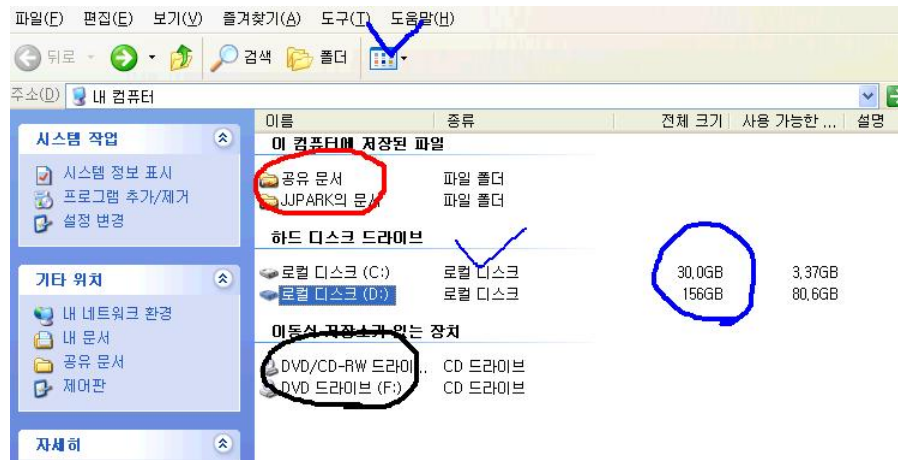 파일(F) 편집(E) 보기(V) 즐겨찾기(A) 도구(T) 도움말(H)
뒤로 검색 폴더
주소(D) 내 컴퓨터
이름 종류 전체 크기 사용 가능한 ... 설명
시스템 작업
시스템 정보 표시
프로그램 추가/제거
설정 변경
기타 위치
내 네트워크 환경
내 문서
공유 문서
제어판
자세히
이 컴퓨터에 저장된 파일
공유 문서 파일 폴더
JJPARK의 문서 파일 폴더
하드 디스크 드라이브
로컬 디스크 (C:) 로컬 디스크 30,0GB 3,37GB
로컬 디스크 (D:) 로컬 디스크 156GB 80,6GB
이동식 저장소가 있는 장치
DVD/CD-RW 드라이... CD 드라이브
DVD 드라이브 (F:) CD 드라이브